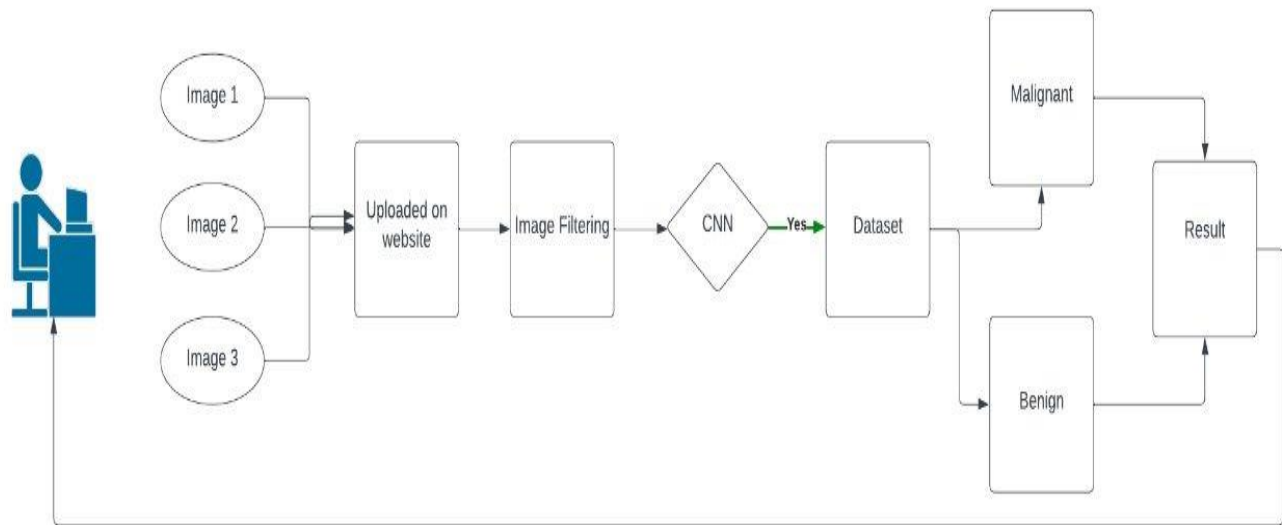 Image 1
Image 2
Image 3
Uploaded on
website
Image Filtering
CNN
Yes
Dataset
Malignant
Benign
Result